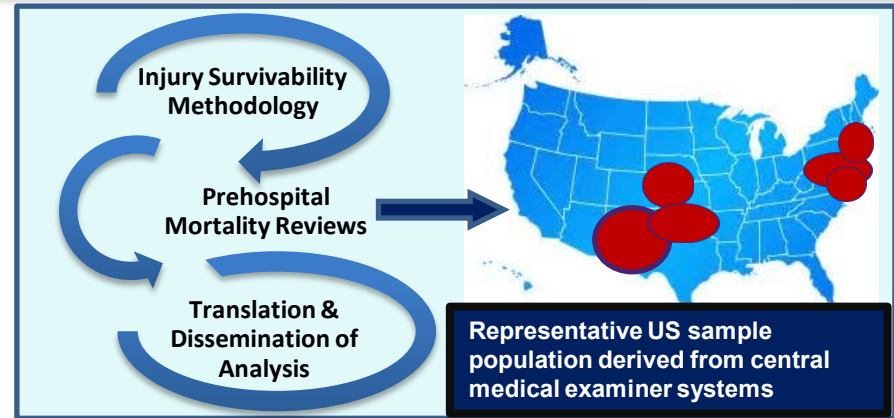 Injury Survivability
Methodology
Prehospital
Mortality Reviews
Translation &
Dissemination of
Analysis
Representative US sample
population derived from central
medical examiner systems